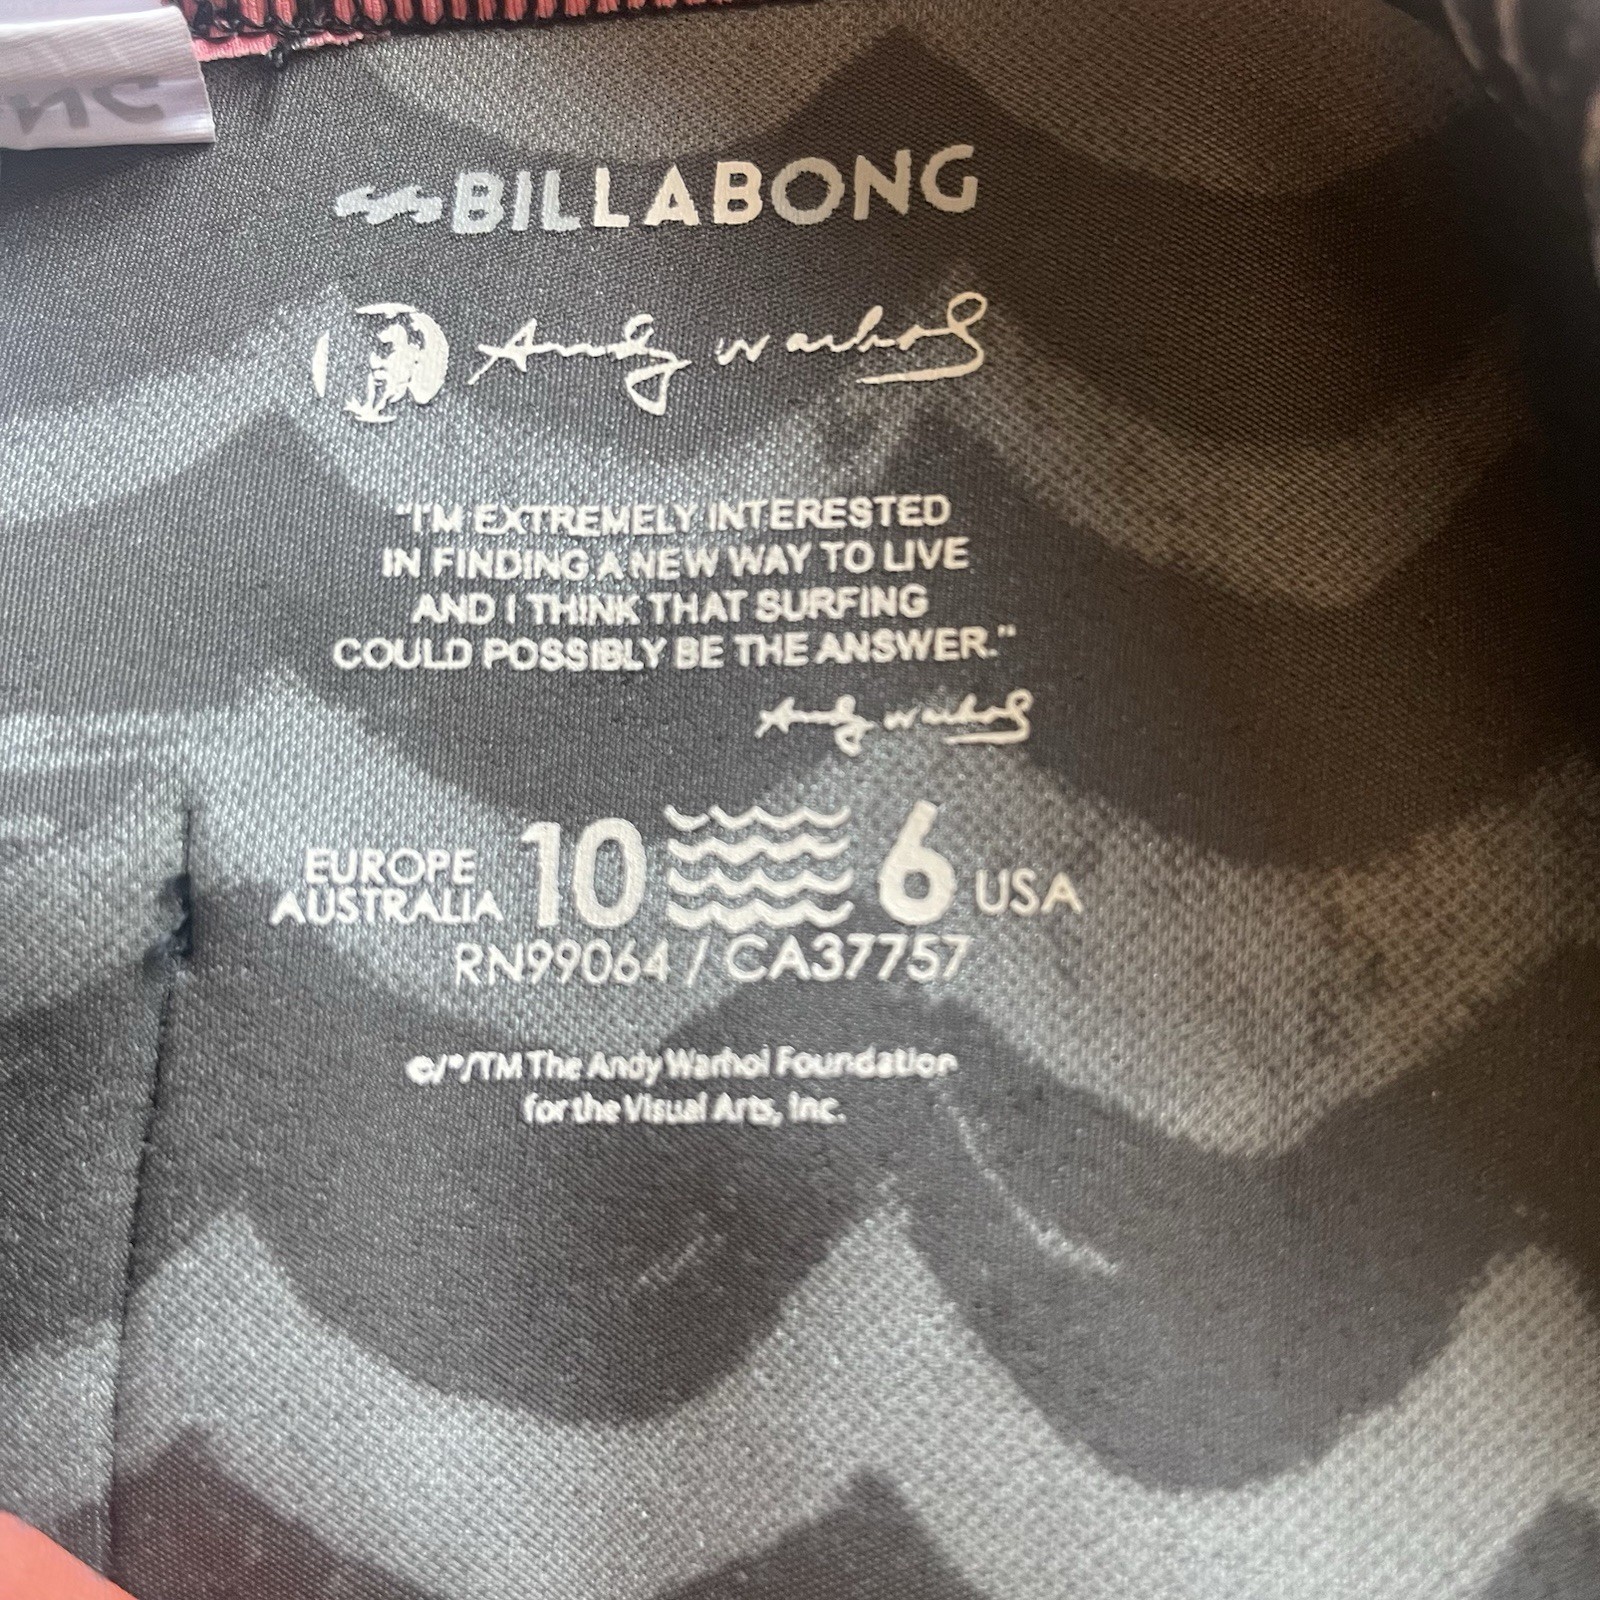 BILLABONG
Andy Warhol
"I'M EXTREMELY INTERESTED
IN FINDING A NEW WAY TO LIVE
AND I THINK THAT SURFING
COULD POSSIBLY BE THE ANSWER."
Andy Warhol
EUROPE
AUSTRALIA 10 6 USA
RN99064 / CA37757
©/®/TM The Andy Warhol Foundation
for the Visual Arts, Inc.